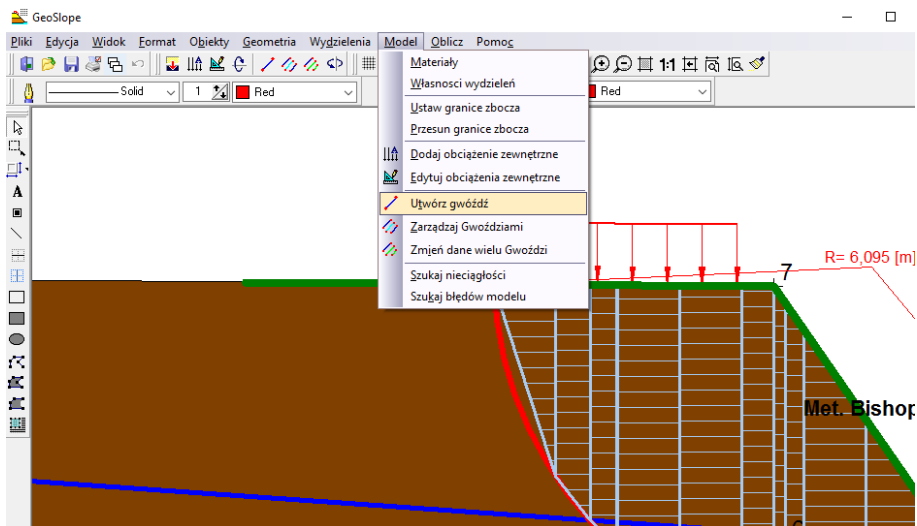 GeoSlope
Pliki Edycja Widok Format Obiekty Geometria Wydzielenia Model Oblicz Pomoc
1:1
Solid 1 Red Red
Materiały
Własnosci wydzieleń
Ustaw granice zbocza
Przesun granice zbocza
Dodaj obciążenie zewnętrzne
Edytuj obciążenia zewnętrzne
Utwórz gwóźdź
Zarządzaj Gwoździami
Zmień dane wielu Gwoździ
Szukaj nieciągłości
Szukaj błędów modelu
A
R= 6,095 [m]
7
Met. Bishop